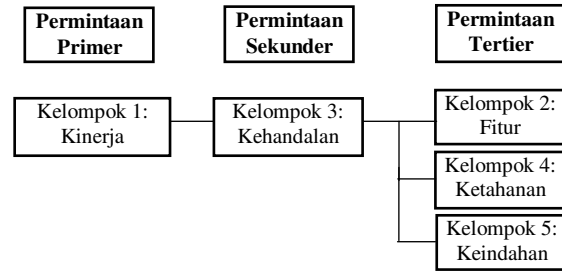 Permintaan
Primer
Permintaan
Sekunder
Permintaan
Tertier
Kelompok 1:
Kinerja
Kelompok 3:
Kehandalan
Kelompok 2:
Fitur
Kelompok 4:
Ketahanan
Kelompok 5:
Keindahan